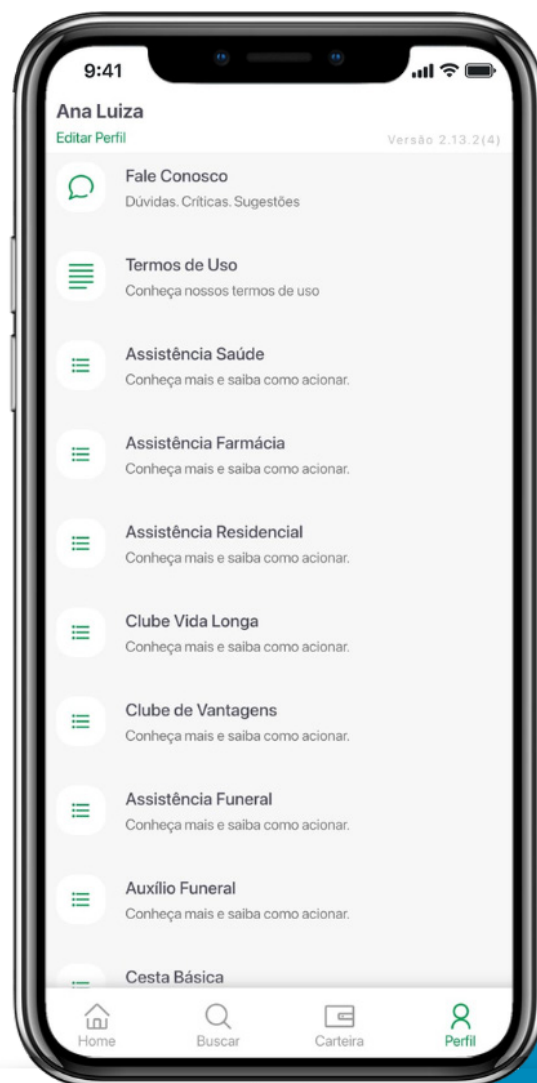 9:41
Ana Luiza
Editar Perfil
Versão 2.13.2(4)
Fale Conosco
Dúvidas. Críticas. Sugestões
Termos de Uso
Conheça nossos termos de uso
Assistência Saúde
Conheça mais e saiba como acionar.
Assistência Farmácia
Conheça mais e saiba como acionar.
Assistência Residencial
Conheça mais e saiba como acionar.
Clube Vida Longa
Conheça mais e saiba como acionar.
Clube de Vantagens
Conheça mais e saiba como acionar.
Assistência Funeral
Conheça mais e saiba como acionar.
Auxílio Funeral
Conheça mais e saiba como acionar.
Cesta Básica
Home Buscar Carteira Perfil